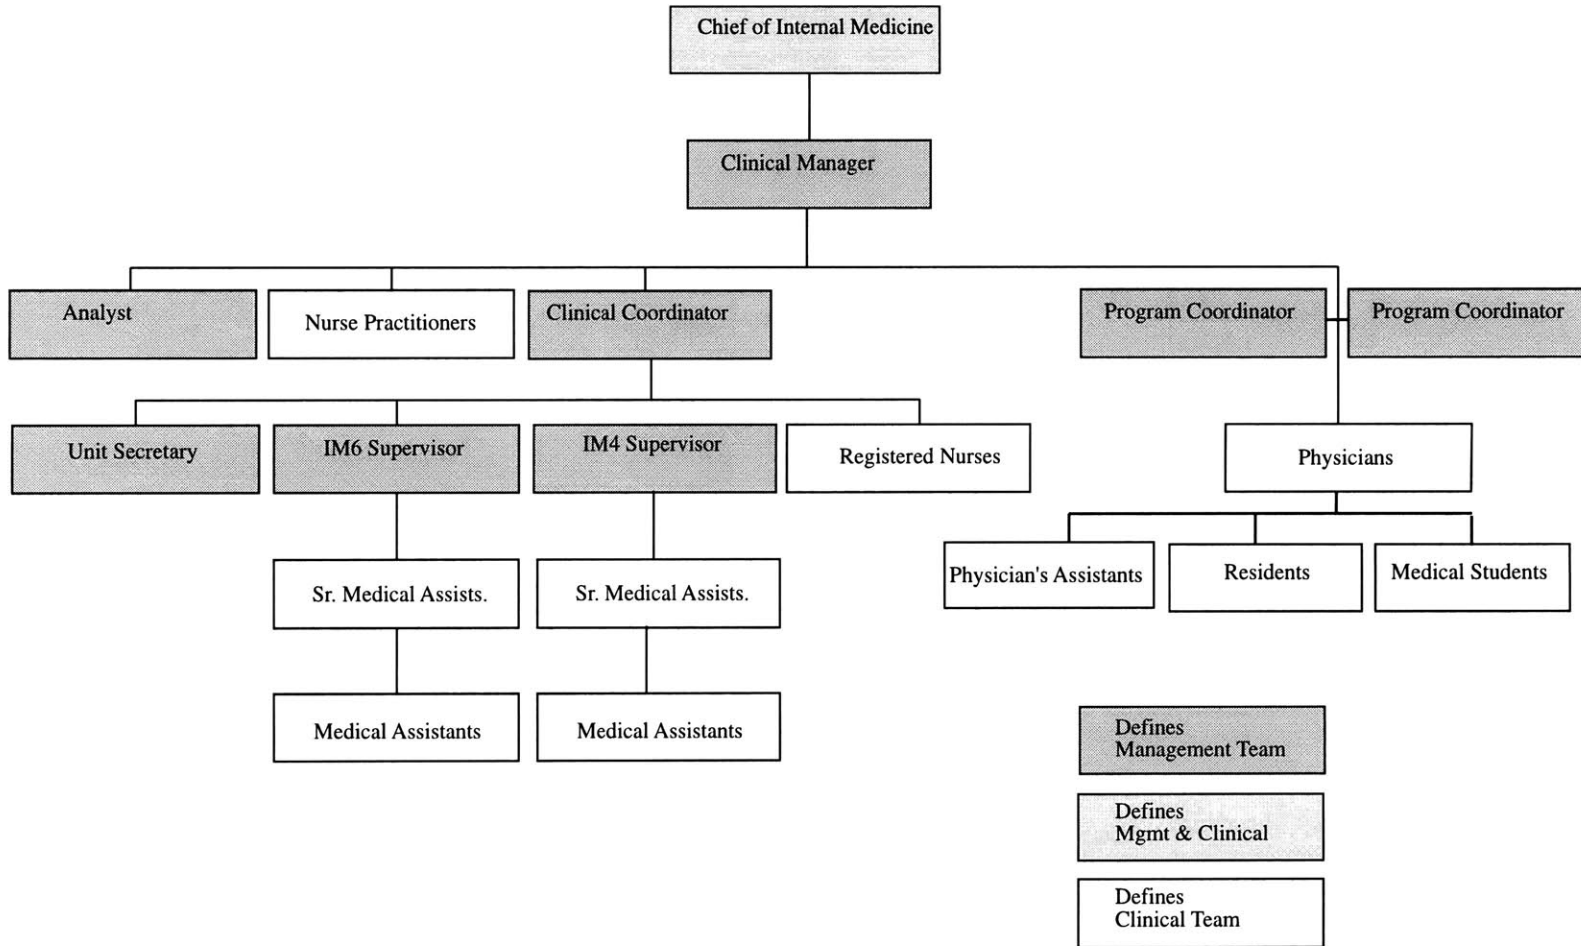 Chief of Internal Medicine
Clinical Manager
Analyst
Nurse Practitioners
Clinical Coordinator
Program Coordinator
Program Coordinator
Unit Secretary
IM6 Supervisor
IM4 Supervisor
Registered Nurses
Physicians
Physician's Assistants
Residents
Medical Students
Sr. Medical Assists.
Sr. Medical Assists.
Medical Assistants
Medical Assistants
Defines
Management Team
Defines
Mgmt & Clinical
Defines
Clinical Team